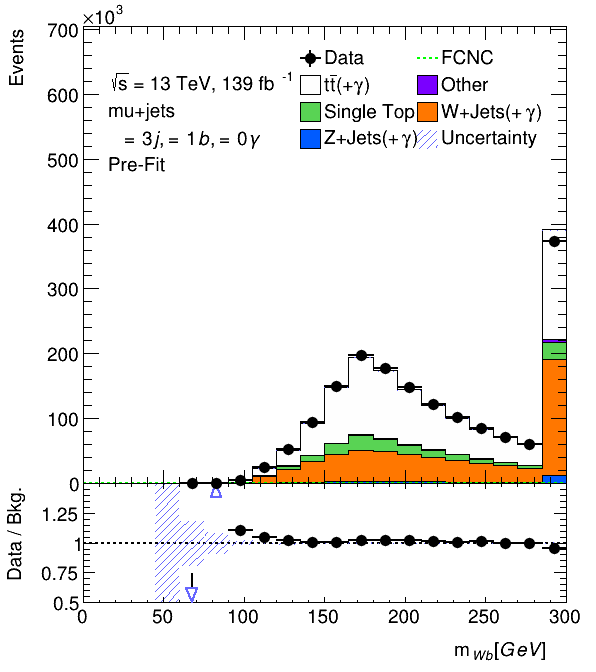 ×10³
Events
700
600
500
400
300
200
100
0
√s = 13 TeV, 139 fb⁻¹
mu+jets
= 3j, = 1b, = 0γ
Pre-Fit
Data
FCNC
tt̄(+γ)
Other
Single Top
W+Jets(+γ)
Z+Jets(+γ)
Uncertainty
Data / Bkg.
1.25
1
0.75
0.5
0 50 100 150 200 250 300
m_Wb[GeV]